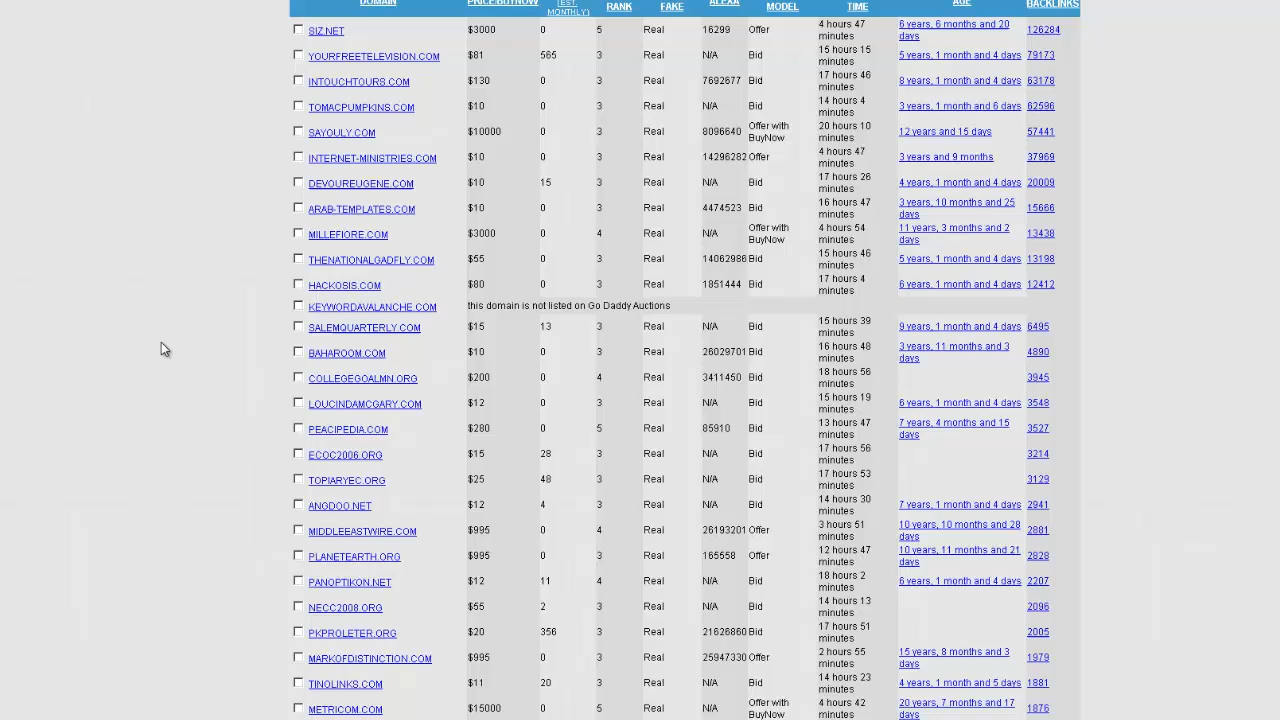 DOMAIN PRICE/BUYNOW (EST. MONTHLY) RANK FAKE ALEXA MODEL TIME AGE BACKLINKS
SIZ.NET $3000 0 5 Real 16299 Offer 4 hours 47 minutes 6 years, 6 months and 20 days 126284
YOURFREETELEVISION.COM $81 565 3 Real N/A Bid 15 hours 15 minutes 5 years, 1 month and 4 days 79173
INTOUCHTOURS.COM $130 0 3 Real 7692677 Bid 17 hours 46 minutes 8 years, 1 month and 4 days 63178
TOMACPUMPKINS.COM $10 0 3 Real N/A Bid 14 hours 4 minutes 3 years, 1 month and 6 days 62596
SAYOULY.COM $10000 0 3 Real 8096640 Offer with BuyNow 20 hours 10 minutes 12 years and 15 days 57441
INTERNET-MINISTRIES.COM $10 0 3 Real 14296282 Offer 4 hours 47 minutes 3 years and 9 months 37969
DEVOUREUGENE.COM $10 15 3 Real N/A Bid 17 hours 26 minutes 4 years, 1 month and 4 days 20009
ARAB-TEMPLATES.COM $10 0 3 Real 4474523 Bid 16 hours 47 minutes 3 years, 10 months and 25 days 15666
MILLEFIORE.COM $3000 0 4 Real N/A Offer with BuyNow 4 hours 54 minutes 11 years, 3 months and 2 days 13438
THENATIONALGADFLY.COM $55 0 3 Real 14062986 Bid 15 hours 46 minutes 5 years, 1 month and 4 days 13198
HACKOSIS.COM $80 0 3 Real 1851444 Bid 17 hours 4 minutes 6 years, 1 month and 4 days 12412
KEYWORDAVALANCHE.COM this domain is not listed on Go Daddy Auctions
SALEMQUARTERLY.COM $15 13 3 Real N/A Bid 15 hours 39 minutes 9 years, 1 month and 4 days 6495
BAHAROOM.COM $10 0 3 Real 26029701 Bid 16 hours 48 minutes 3 years, 11 months and 3 days 4890
COLLEGEGOALMN.ORG $200 0 4 Real 3411450 Bid 18 hours 56 minutes 3945
LOUCINDAMCGARY.COM $12 0 3 Real N/A Bid 15 hours 19 minutes 6 years, 1 month and 4 days 3548
PEACIPEDIA.COM $280 0 5 Real 85910 Bid 13 hours 47 minutes 7 years, 4 months and 15 days 3527
ECOC2006.ORG $15 28 3 Real N/A Bid 17 hours 56 minutes 3214
TOPIARYEC.ORG $25 48 3 Real N/A Bid 17 hours 53 minutes 3129
ANGDOO.NET $12 4 3 Real N/A Bid 14 hours 30 minutes 7 years, 1 month and 4 days 2941
MIDDLEEASTWIRE.COM $995 0 4 Real 26193201 Offer 3 hours 51 minutes 10 years, 10 months and 28 days 2881
PLANETEARTH.ORG $995 0 3 Real 165558 Offer 12 hours 47 minutes 10 years, 11 months and 21 days 2828
PANOPTIKON.NET $12 11 4 Real N/A Bid 18 hours 2 minutes 6 years, 1 month and 4 days 2207
NECC2008.ORG $55 2 3 Real N/A Bid 14 hours 13 minutes 2096
PKPROLETER.ORG $20 356 3 Real 21626860 Bid 17 hours 51 minutes 2005
MARKOFDISTINCTION.COM $995 0 3 Real 25947330 Offer 2 hours 55 minutes 15 years, 8 months and 3 days 1979
TINOLINKS.COM $11 20 3 Real N/A Bid 14 hours 23 minutes 4 years, 1 month and 5 days 1881
METRICOM.COM $15000 0 5 Real N/A Offer with BuyNow 4 hours 42 minutes 20 years, 7 months and 17 days 1876